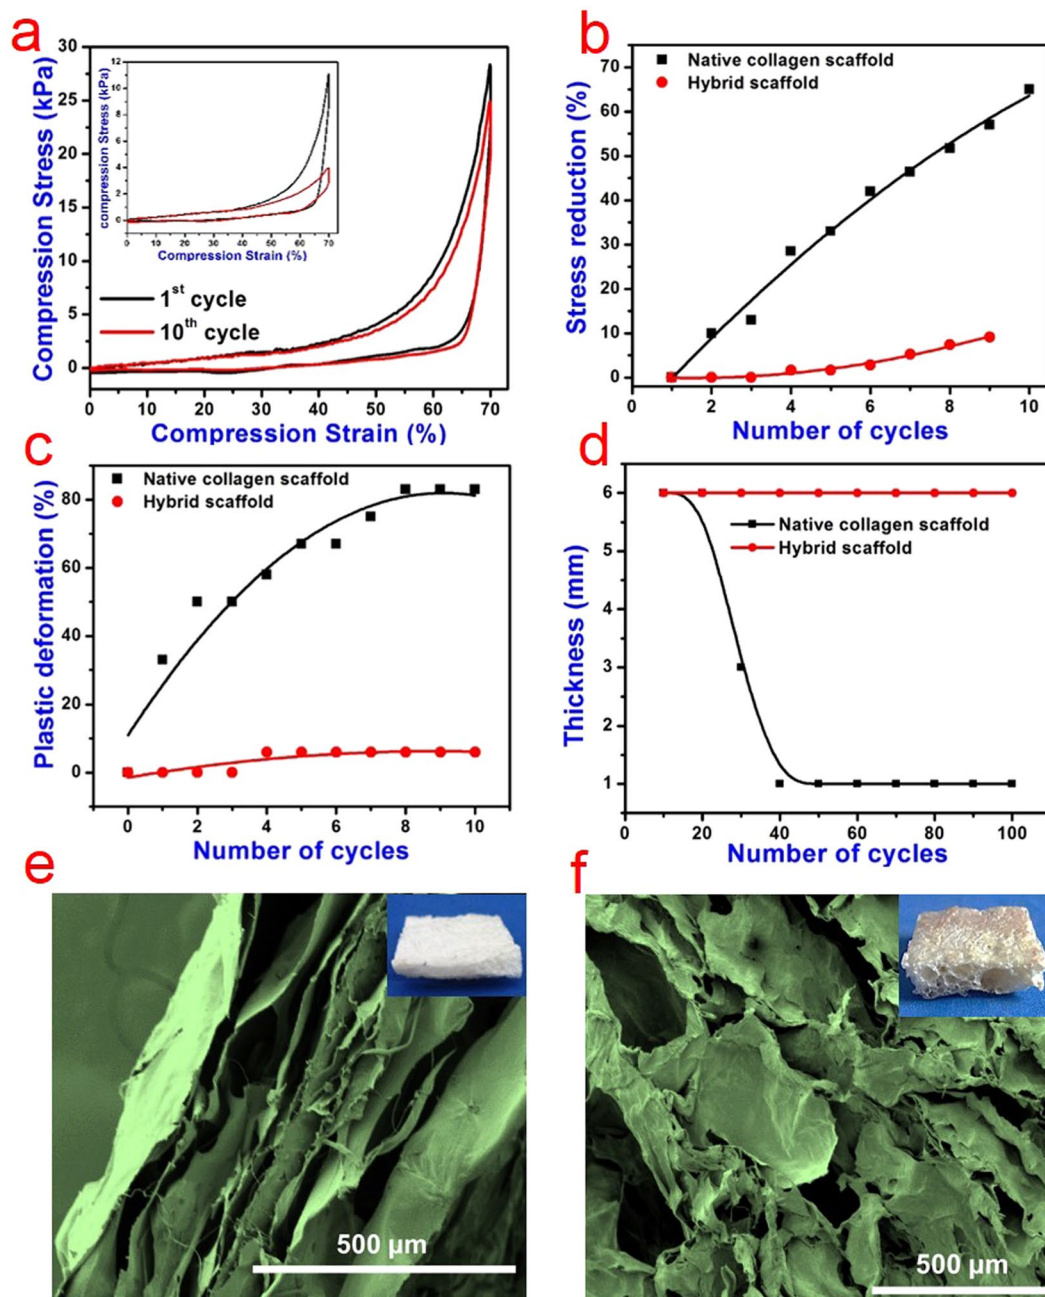 a
Compression Stress (kPa)
30
25
20
15
10
5
0
12
10
8
6
4
2
0
compression Stress (kPa)
0 10 20 30 40 50 60 70
Compression Strain (%)
1st cycle
10th cycle
0 10 20 30 40 50 60 70
Compression Strain (%)
b
Stress reduction (%)
70
60
50
40
30
20
10
0
Native collagen scaffold
Hybrid scaffold
2 4 6 8 10
Number of cycles
c
Plastic deformation (%)
80
60
40
20
0
Native collagen scaffold
Hybrid scaffold
0 2 4 6 8 10
Number of cycles
d
Thickness (mm)
6
5
4
3
2
1
Native collagen scaffold
Hybrid scaffold
0 20 40 60 80 100
Number of cycles
e
500 µm
f
500 µm